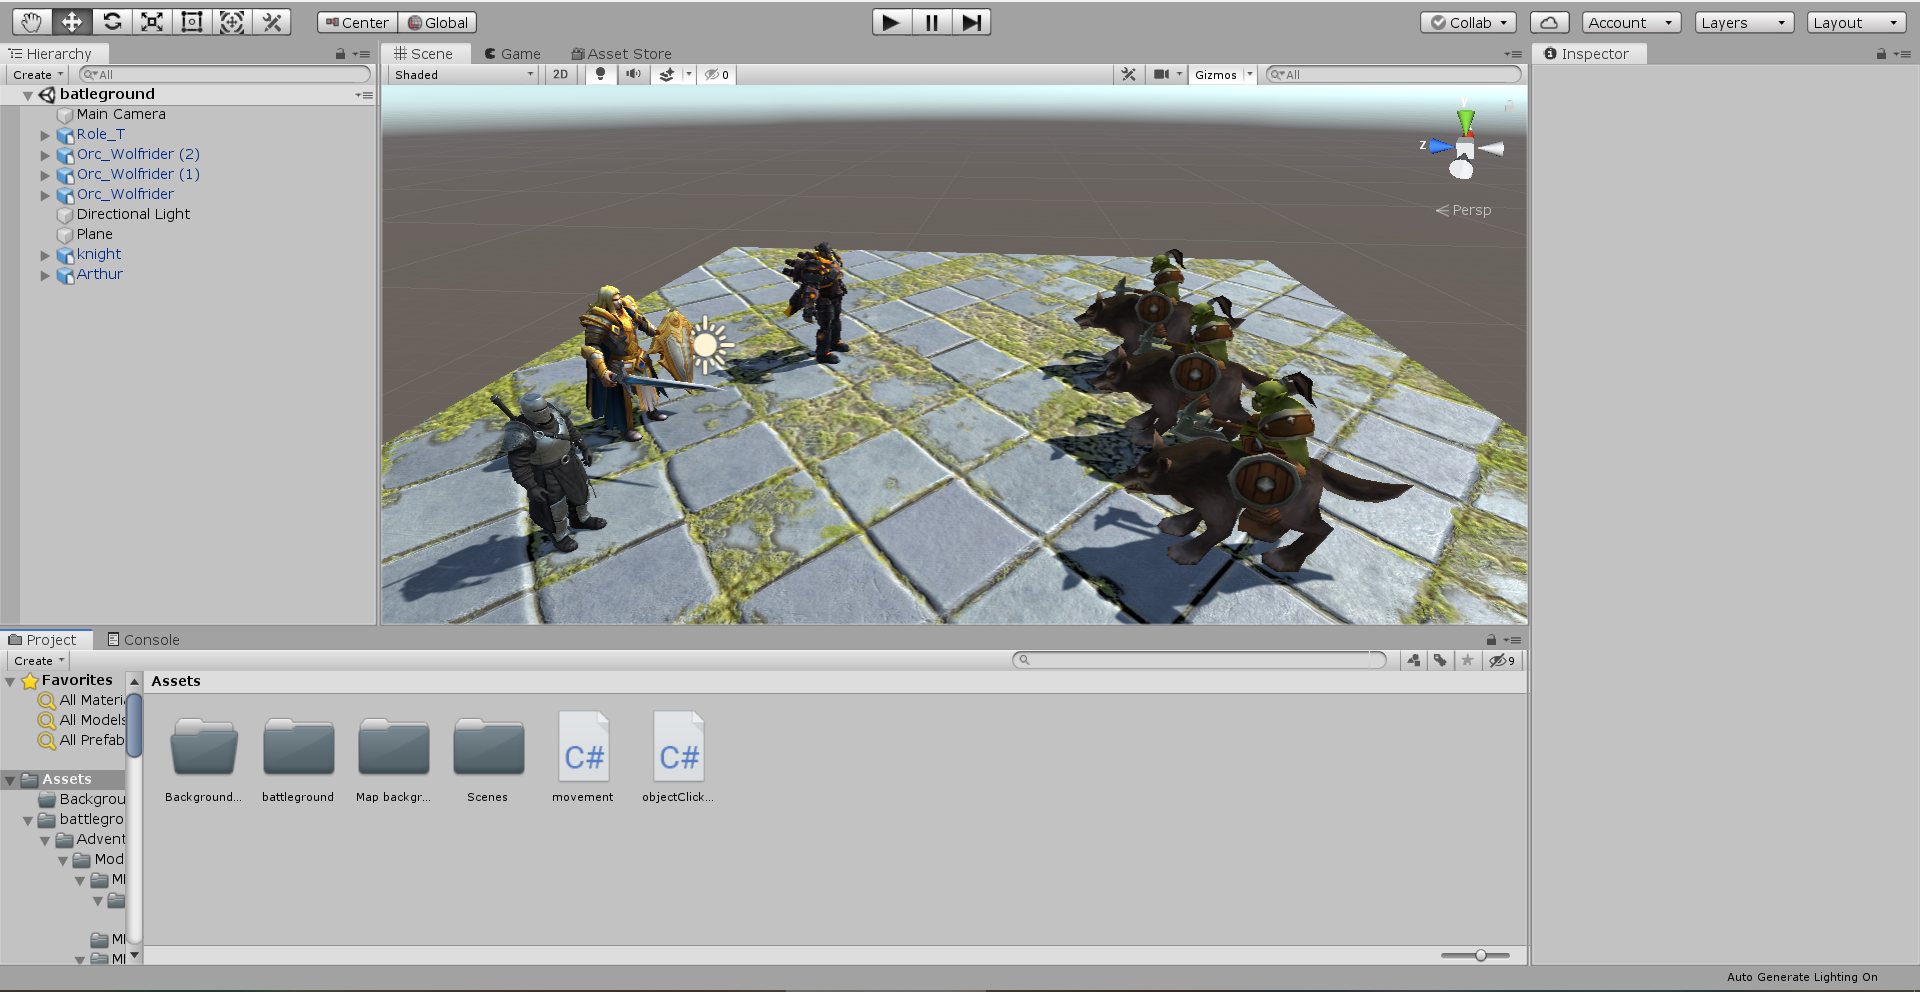 Center Global Collab Account Layers Layout
Hierarchy
Create All
batleground
Main Camera
Role_T
Orc_Wolfrider (2)
Orc_Wolfrider (1)
Orc_Wolfrider
Directional Light
Plane
knight
Arthur
Scene Game Asset Store
Shaded 2D 0 Gizmos All
y
z
Persp
Inspector
Project Console
Create 9
Favorites
All Materi
All Models
All Prefab
Assets
Backgrou
battlegro
Advent
Mod
Assets
Background... battleground Map backgr... Scenes movement objectClick...
C# C#
Auto Generate Lighting On